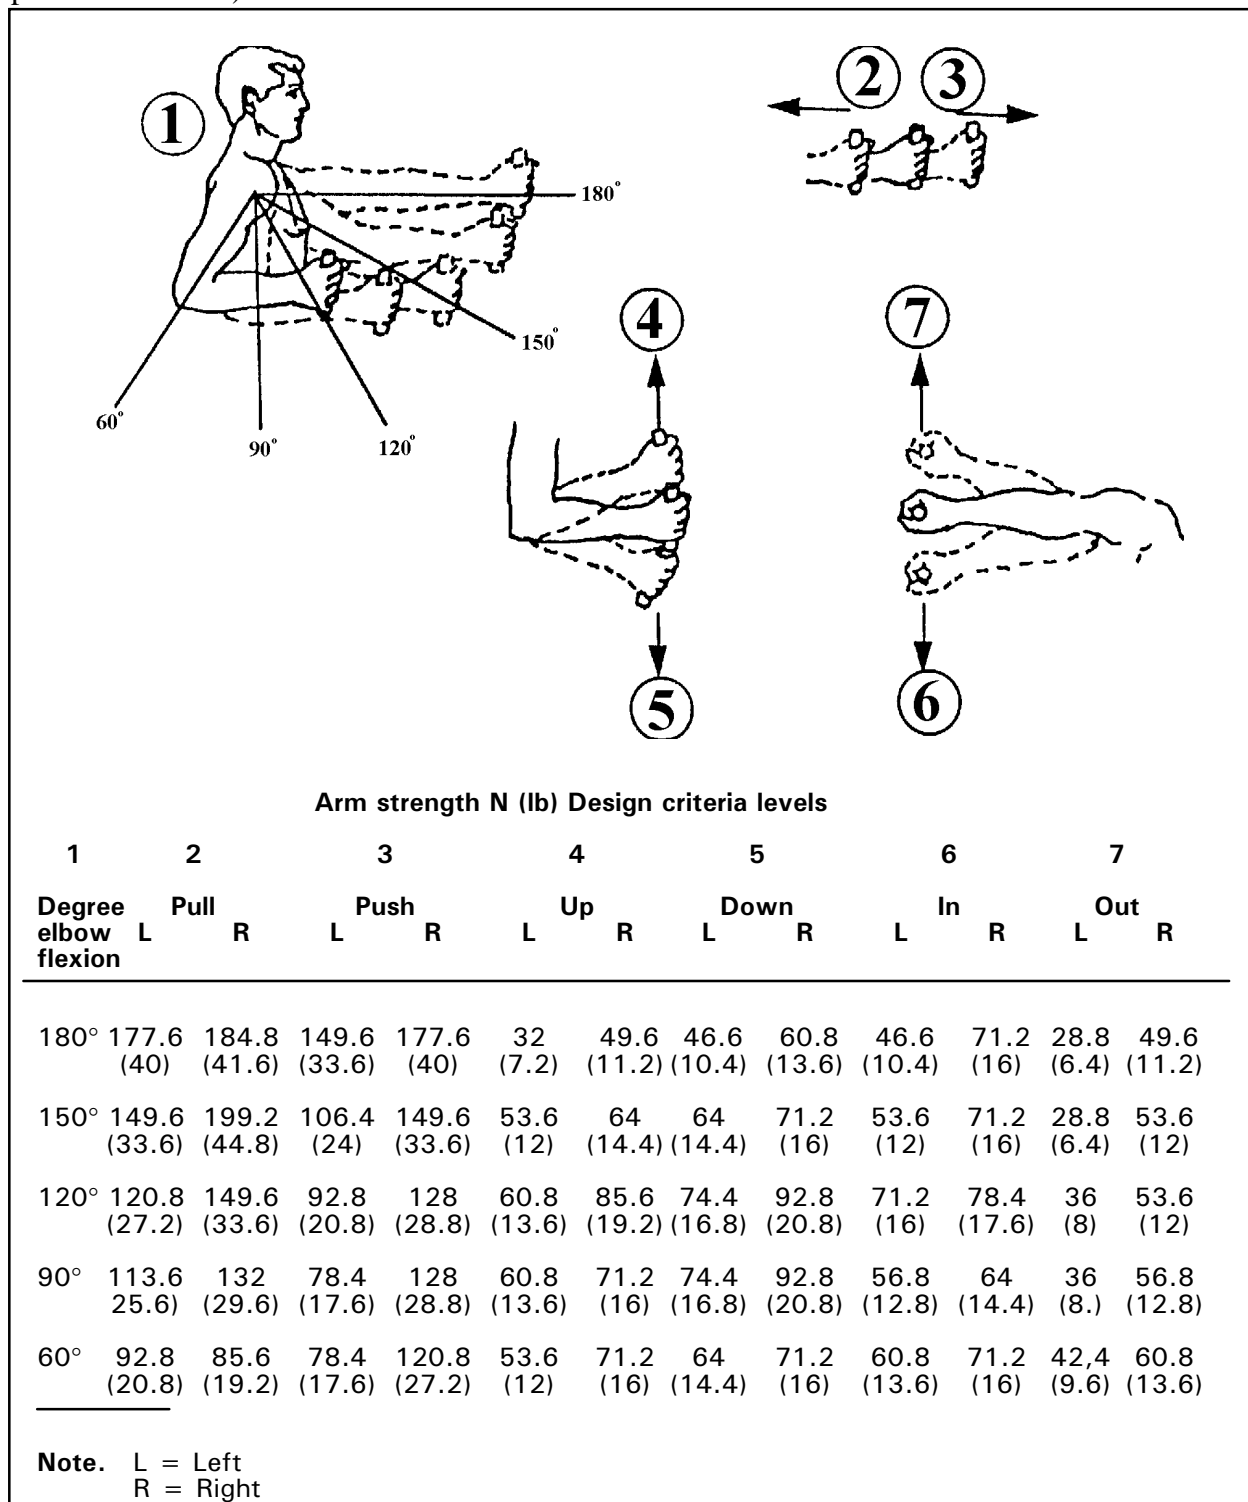 1
2 3
180°
150°
60°
90°
120°
4
7
5
6
Arm strength N (lb) Design criteria levels
1 2 3 4 5 6 7
Degree Pull Push Up Down In Out
elbow L R L R L R L R L R L R
flexion
180° 177.6 184.8 149.6 177.6 32 49.6 46.6 60.8 46.6 71.2 28.8 49.6
(40) (41.6) (33.6) (40) (7.2) (11.2) (10.4) (13.6) (10.4) (16) (6.4) (11.2)
150° 149.6 199.2 106.4 149.6 53.6 64 64 71.2 53.6 71.2 28.8 53.6
(33.6) (44.8) (24) (33.6) (12) (14.4) (14.4) (16) (12) (16) (6.4) (12)
120° 120.8 149.6 92.8 128 60.8 85.6 74.4 92.8 71.2 78.4 36 53.6
(27.2) (33.6) (20.8) (28.8) (13.6) (19.2) (16.8) (20.8) (16) (17.6) (8) (12)
90° 113.6 132 78.4 128 60.8 71.2 74.4 92.8 56.8 64 36 56.8
25.6) (29.6) (17.6) (28.8) (13.6) (16) (16.8) (20.8) (12.8) (14.4) (8.) (12.8)
60° 92.8 85.6 78.4 120.8 53.6 71.2 64 71.2 60.8 71.2 42,4 60.8
(20.8) (19.2) (17.6) (27.2) (12) (16) (14.4) (16) (13.6) (16) (9.6) (13.6)
Note. L = Left
R = Right